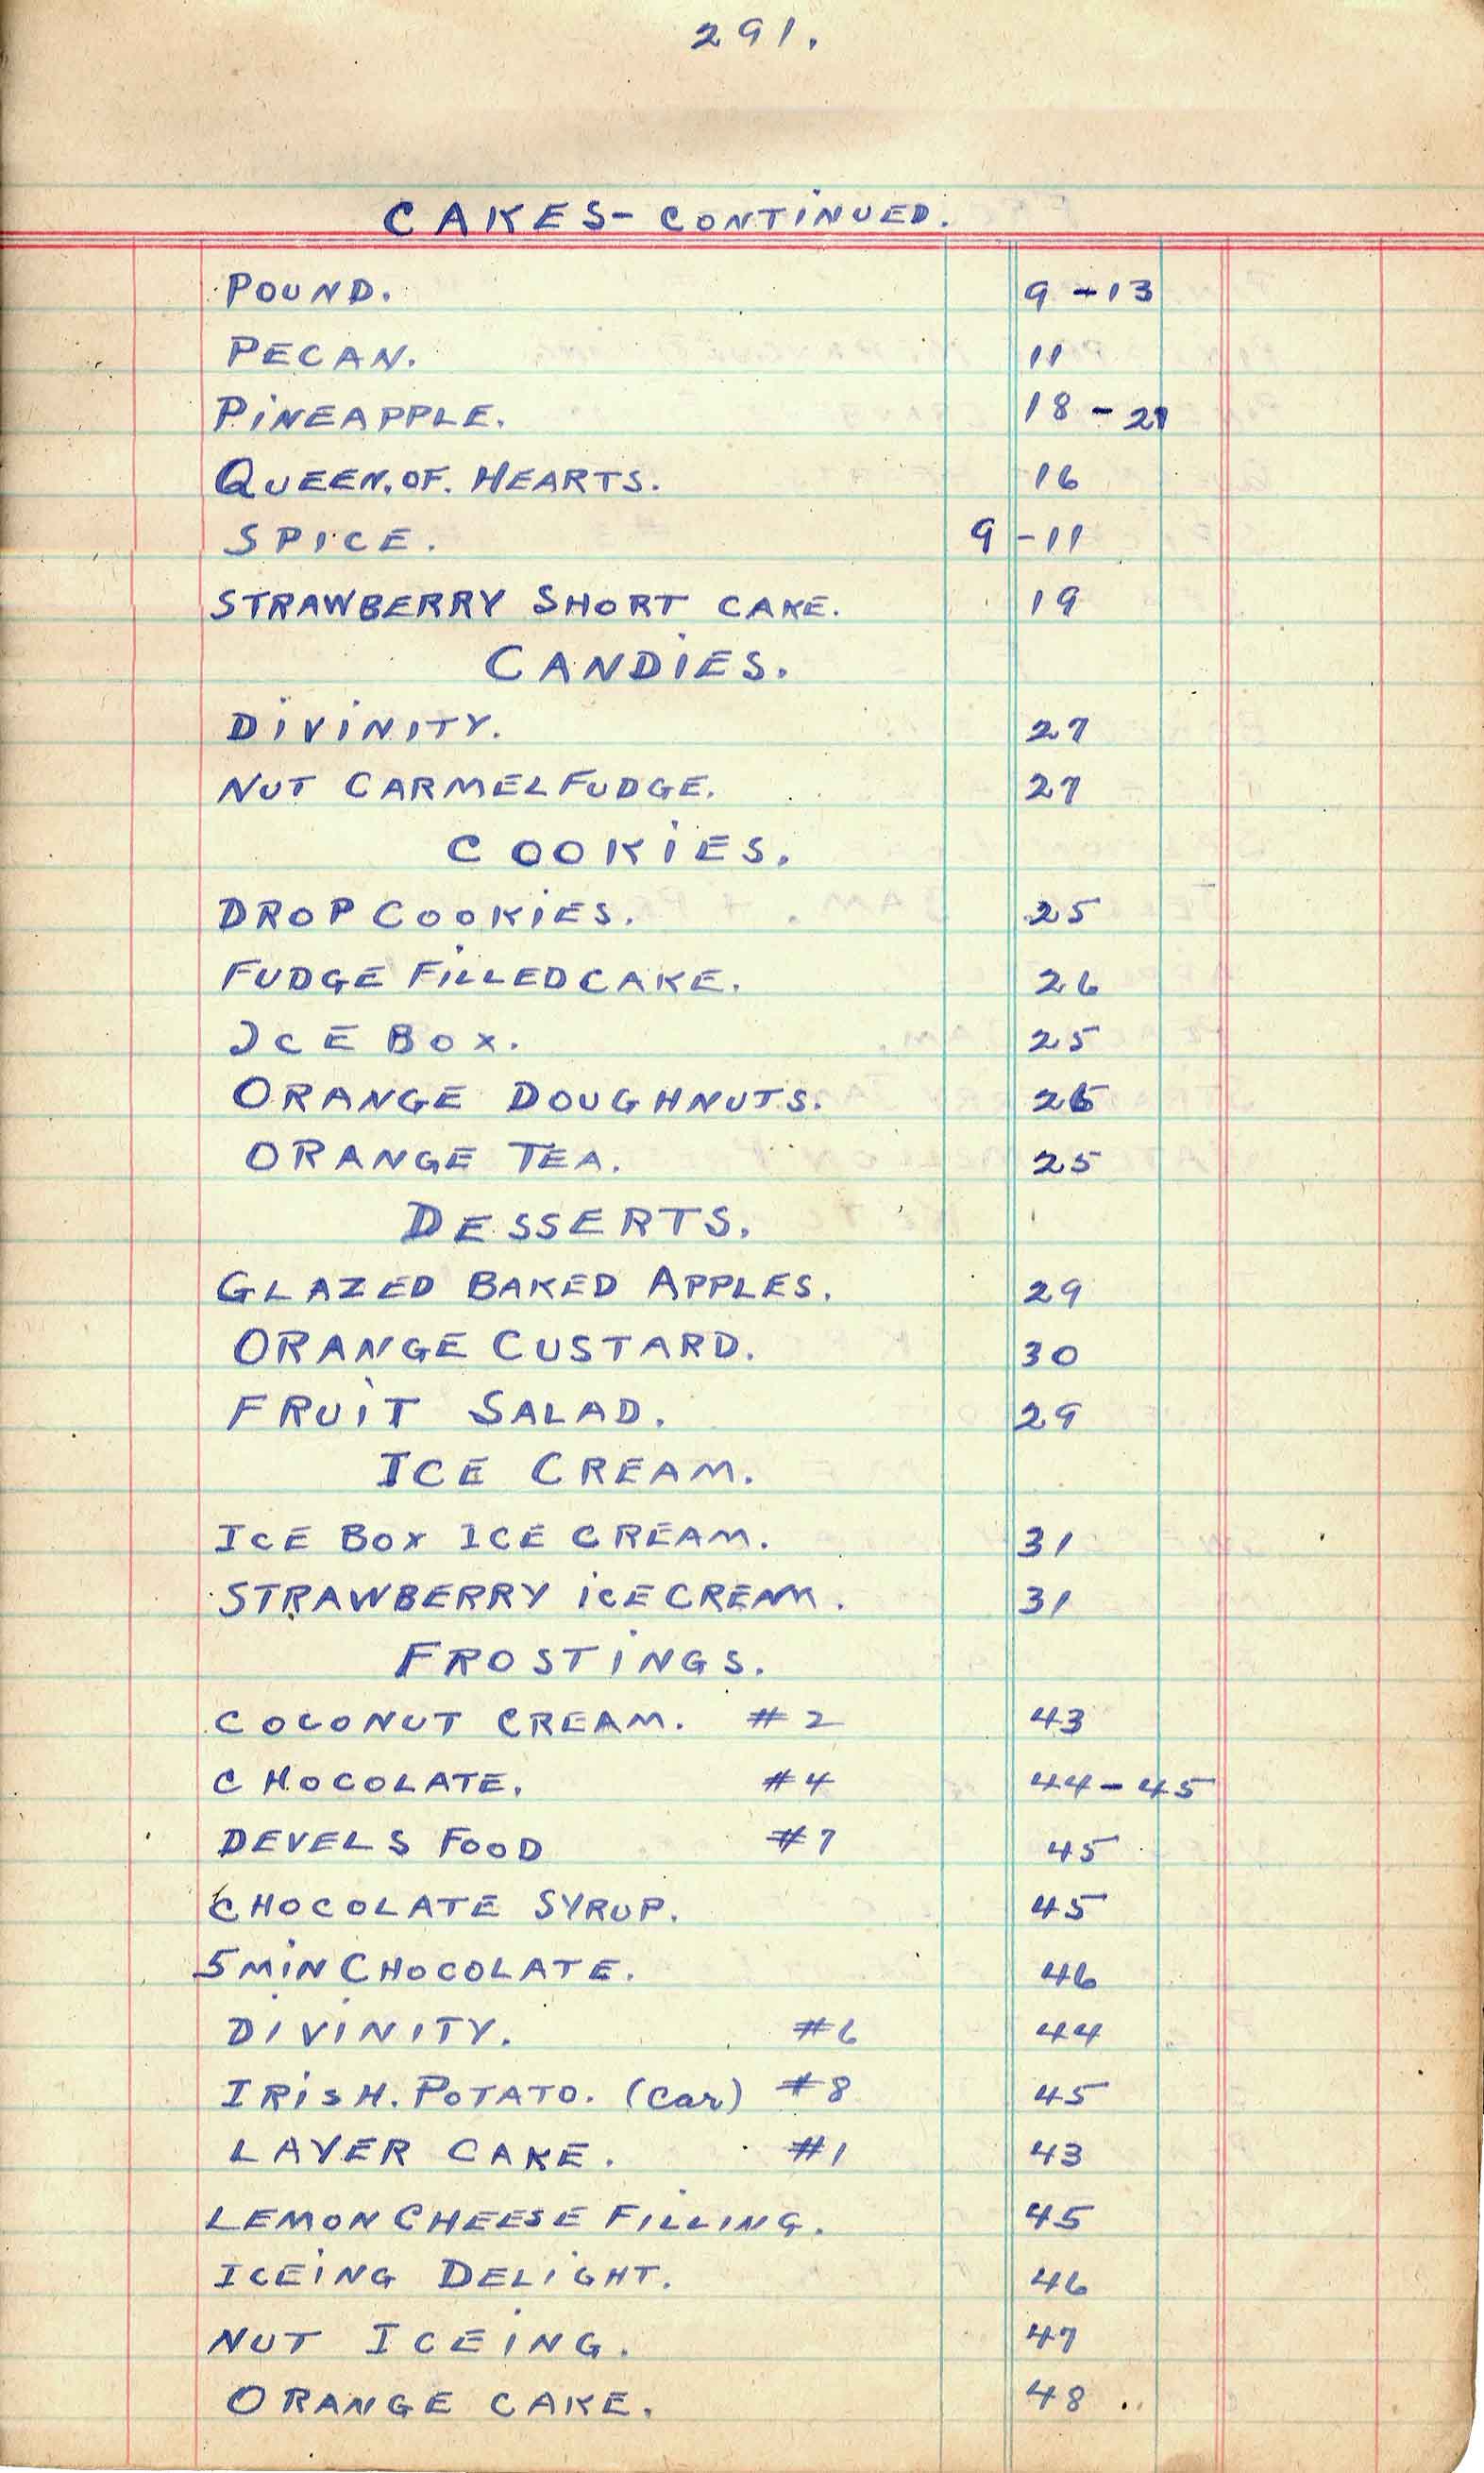 291.
CAKES- CONTINUED.
POUND. 9 - 13
PECAN. 11
PINEAPPLE. 18 - 21
QUEEN. OF. HEARTS. 16
SPICE. 9 - 11
STRAWBERRY SHORT CAKE. 19
CANDIES.
DIVINITY. 27
NUT CARMEL FUDGE. 27
COOKIES.
DROP COOKIES. 25
FUDGE FILLED CAKE. 26
ICE BOX. 25
ORANGE DOUGHNUTS. 26
ORANGE TEA. 25
DESSERTS.
GLAZED BAKED APPLES. 29
ORANGE CUSTARD. 30
FRUIT SALAD. 29
ICE CREAM.
ICE BOX ICE CREAM. 31
STRAWBERRY ICE CREAM. 31
FROSTINGS.
COCONUT CREAM. #2 43
CHOCOLATE. #4 44-45
DEVELS FOOD #7 45
CHOCOLATE SYRUP. 45
5 MIN CHOCOLATE. 46
DIVINITY. #6 44
IRISH. POTATO. (Car) #8 45
LAYER CAKE. #1 43
LEMON CHEESE FILLING. 45
ICEING DELIGHT. 46
NUT ICEING. 47
ORANGE CAKE. 48